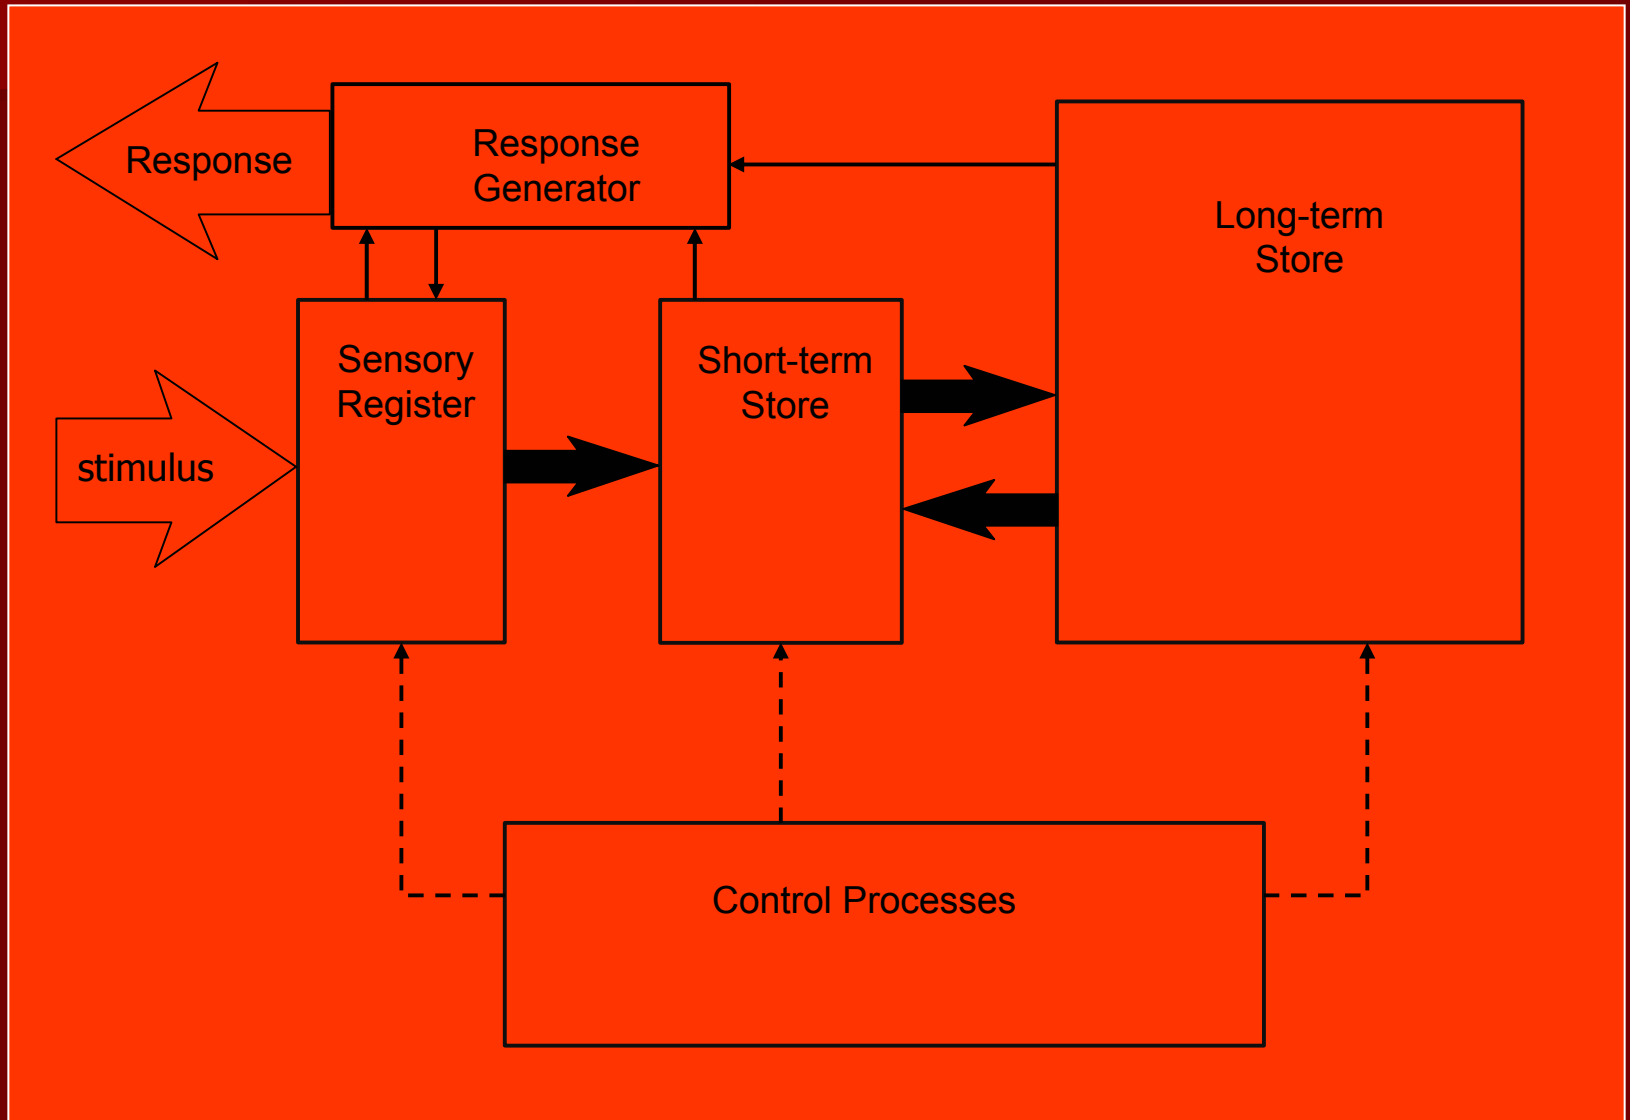 Response
Response
Generator
Long-term
Store
Sensory
Register
Short-term
Store
stimulus
Control Processes